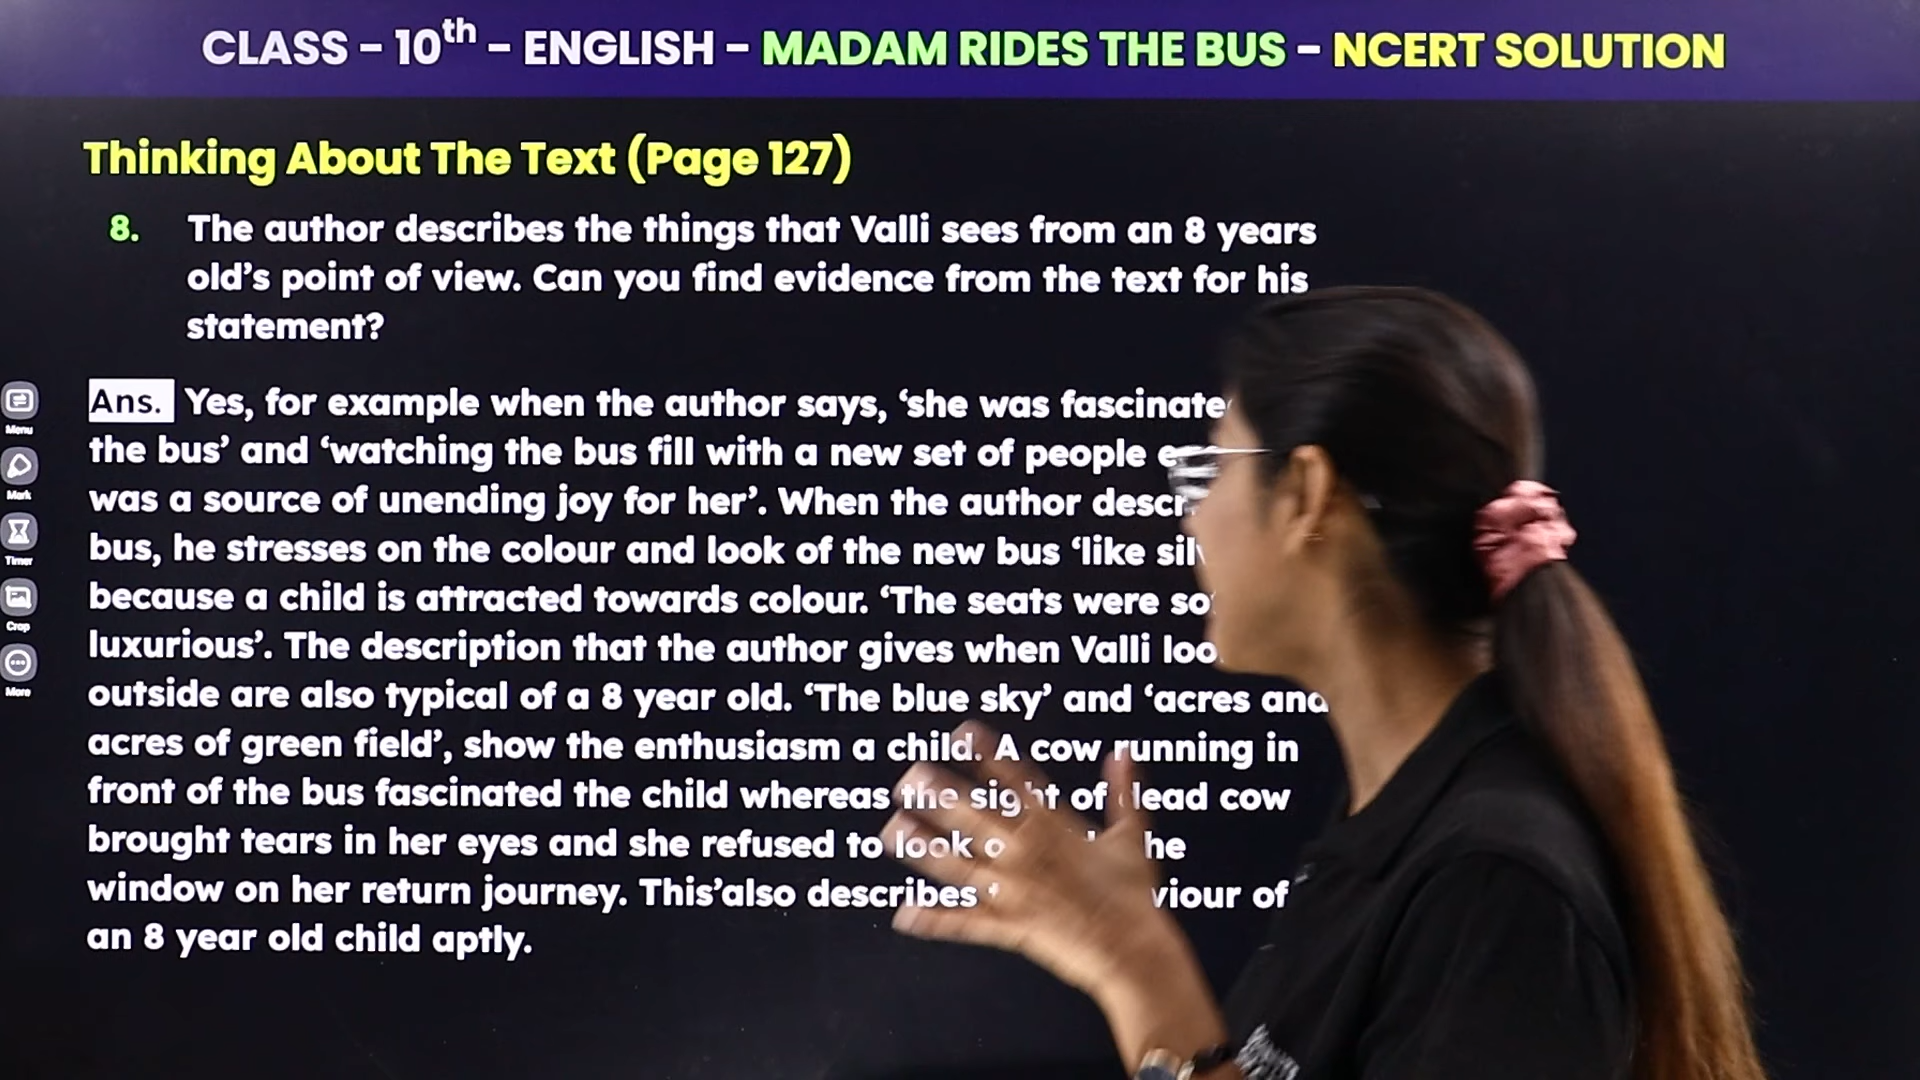 CLASS – 10th – ENGLISH – MADAM RIDES THE BUS – NCERT SOLUTION
Thinking About The Text (Page 127)
8. The author describes the things that Valli sees from an 8 years
old's point of view. Can you find evidence from the text for his
statement?
Ans. Yes, for example when the author says, ‘she was
the bus’ and ‘watching the bus fill with a new set of people
was a source of unending joy for her’. When the author
bus, he stresses on the colour and look of the new bus ‘like
because a child is attracted towards colour. ‘The seats were
luxurious’. The description that the author gives when Valli
outside are also typical of a 8 year old. ‘The blue sky’ and ‘acres and
acres of green field’, show the enthusiasm a child. A cow running in
front of the bus fascinated the child whereas the sight of dead cow
brought tears in her eyes and she refused to look
window on her return journey. This’also describes of
an 8 year old child aptly.
Menu
Mark
Timer
Crop
More